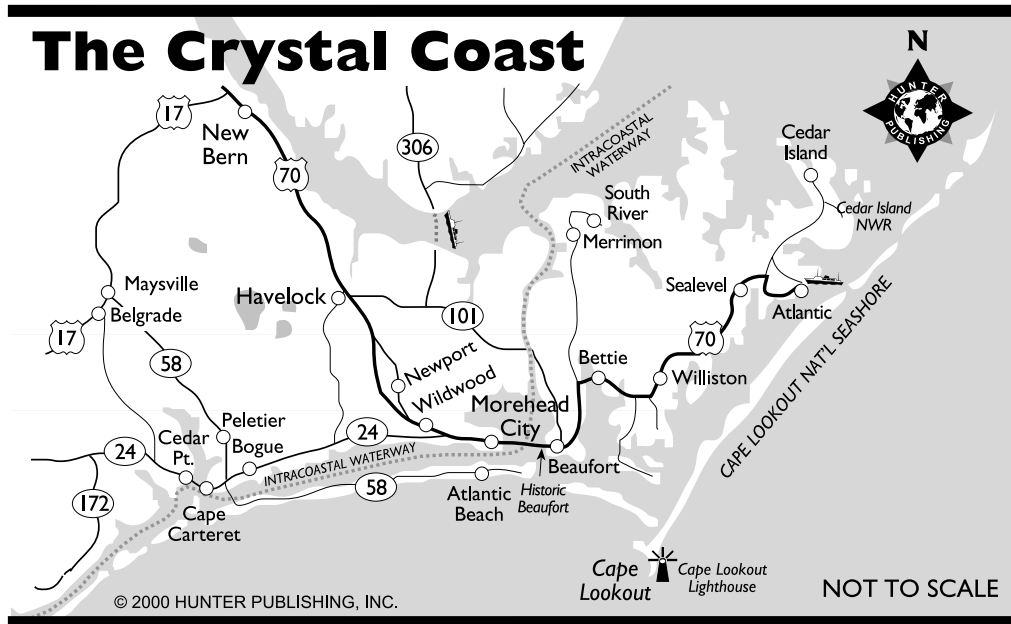 The Crystal Coast
N
HUNTER
PUBLISHING
17
New
Bern
70
306
INTRACOASTAL
WATERWAY
Cedar
Island
South
River
Merrimon
Cedar Island
NWR
Maysville
Belgrade
Havelock
Sealevel
Atlantic
17
101
58
70
Newport
Wildwood
Bettie
Williston
CAPE LOOKOUT NAT'L SEASHORE
Peletier
Bogue
Morehead
City
24
24
Cedar
Pt.
INTRACOASTAL WATERWAY
Beaufort
172
58
Cape
Carteret
Atlantic
Beach
Historic
Beaufort
Cape
Lookout
Cape Lookout
Lighthouse
NOT TO SCALE
© 2000 HUNTER PUBLISHING, INC.